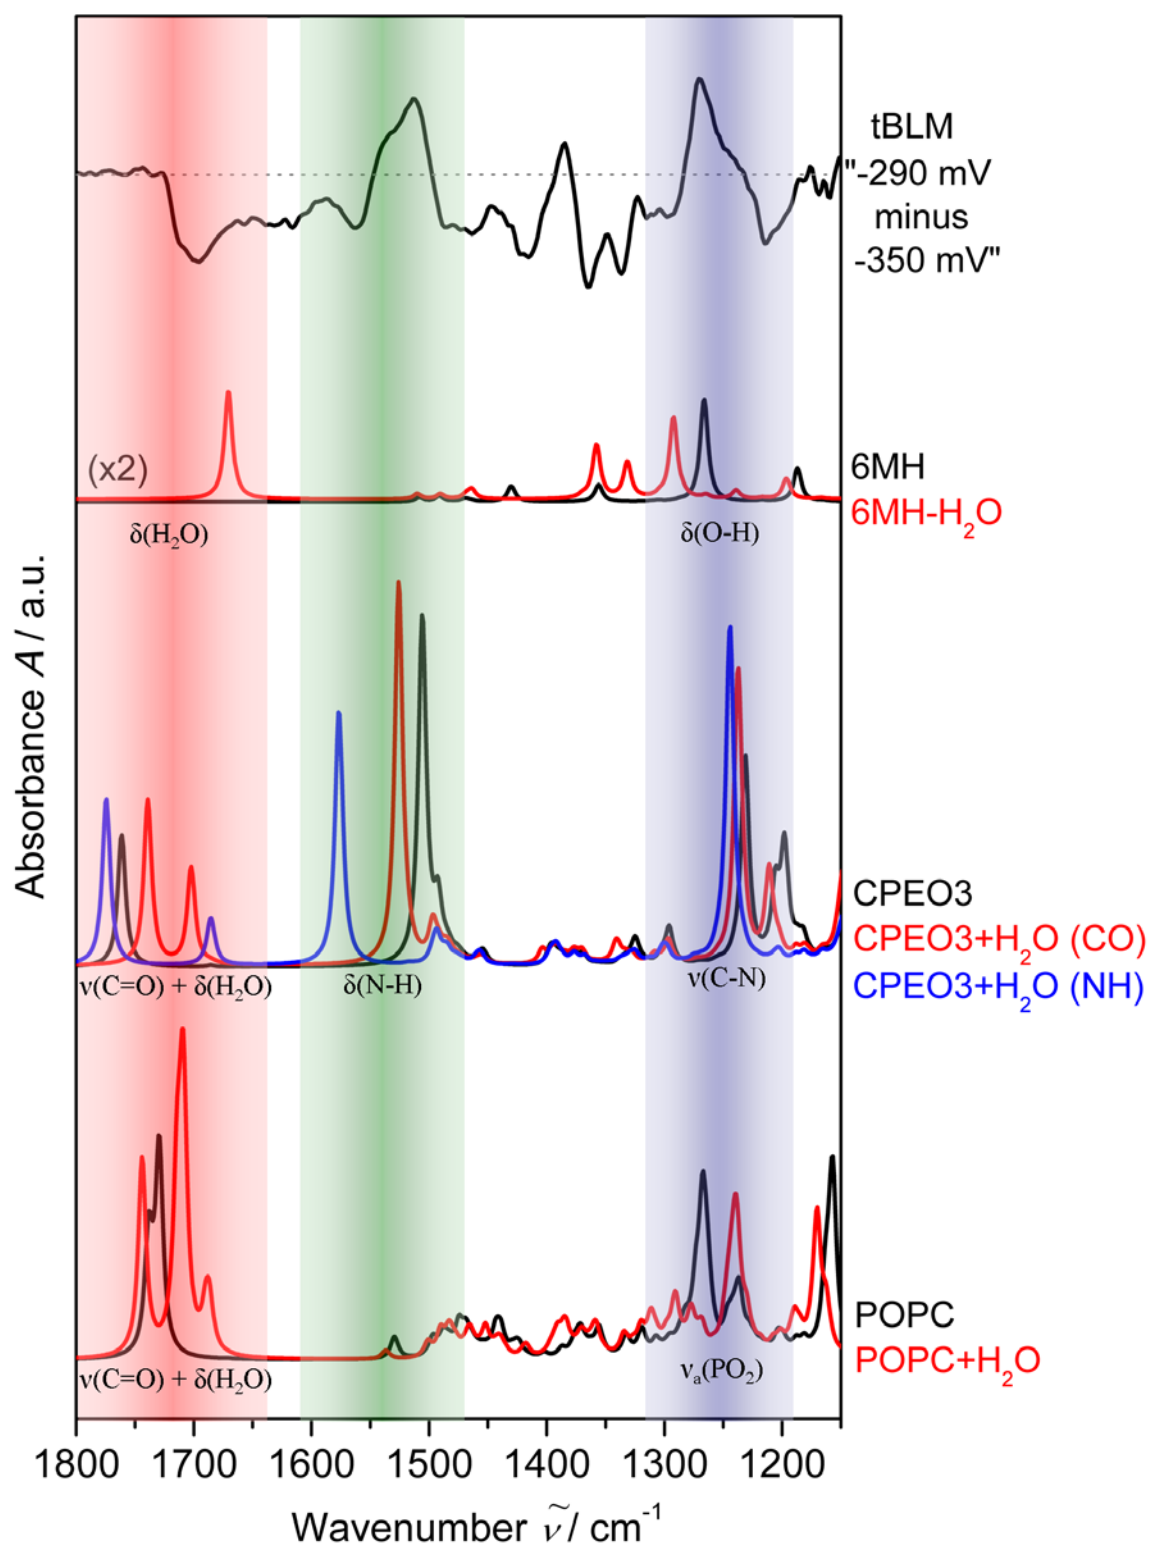 tBLM
"-290 mV
minus
-350 mV"
(x2)
6MH
6MH-H₂O
δ(H₂O)
δ(O-H)
CPEO3
CPEO3+H₂O (CO)
CPEO3+H₂O (NH)
ν(C=O) + δ(H₂O)
δ(N-H)
ν(C-N)
POPC
POPC+H₂O
ν(C=O) + δ(H₂O)
νₐ(PO₂)
Absorbance A / a.u.
1800 1700 1600 1500 1400 1300 1200
Wavenumber ν̃ / cm⁻¹